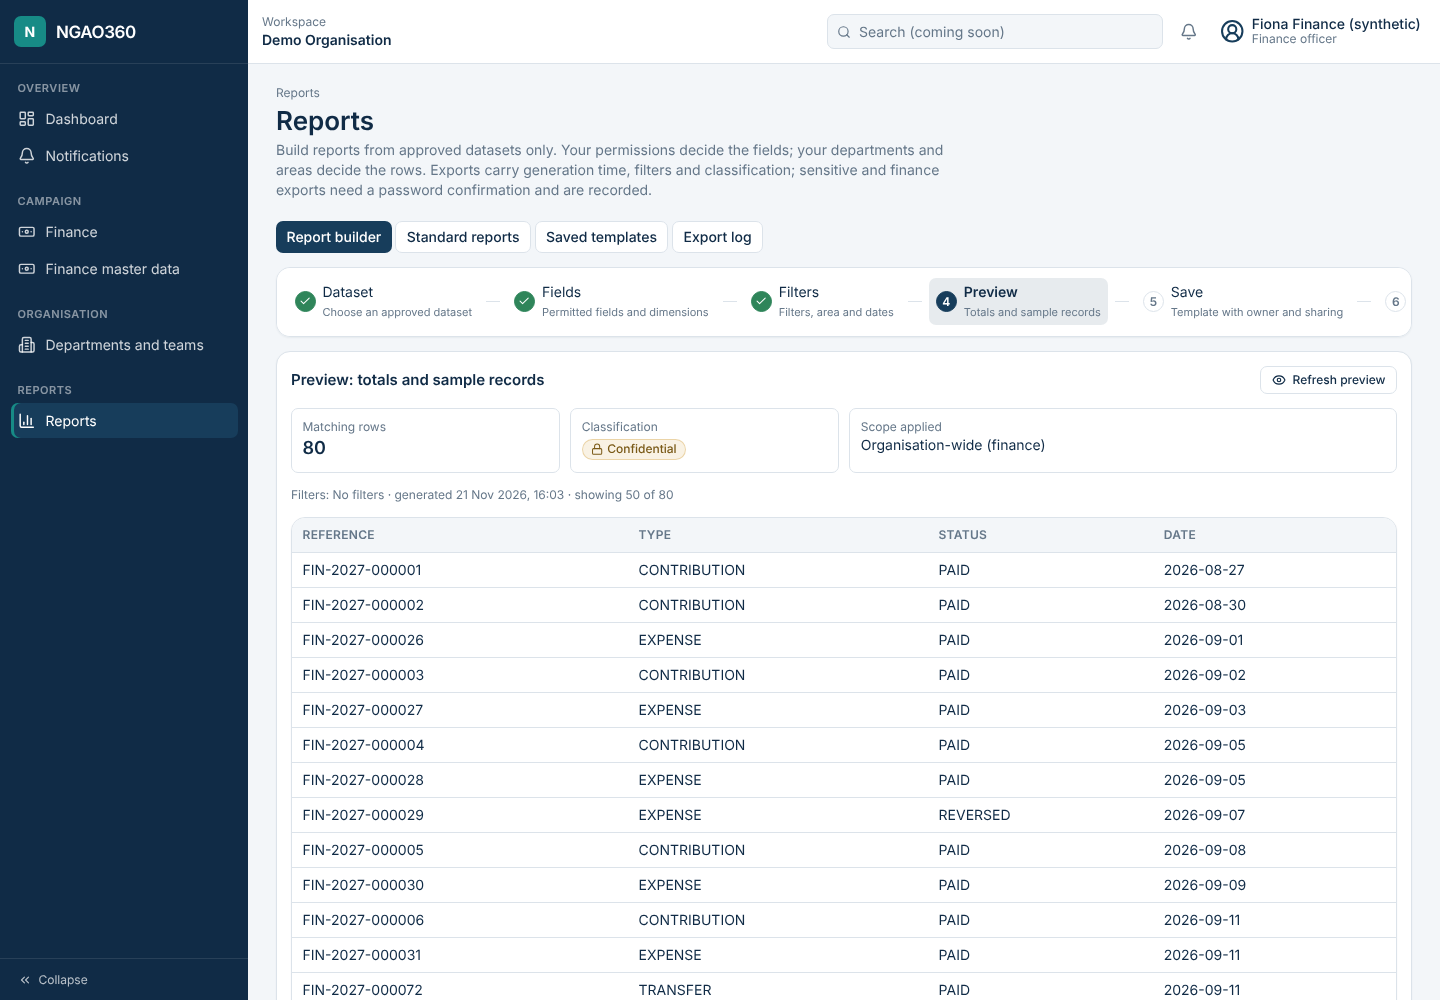 N NGAO360
OVERVIEW
Dashboard
Notifications
CAMPAIGN
Finance
Finance master data
ORGANISATION
Departments and teams
REPORTS
Reports
Collapse
Workspace
Demo Organisation
Search (coming soon)
Fiona Finance (synthetic)
Finance officer
Reports
Reports
Build reports from approved datasets only. Your permissions decide the fields; your departments and
areas decide the rows. Exports carry generation time, filters and classification; sensitive and finance
exports need a password confirmation and are recorded.
Report builder Standard reports Saved templates Export log
Dataset
Choose an approved dataset
Fields
Permitted fields and dimensions
Filters
Filters, area and dates
4 Preview
Totals and sample records
5 Save
Template with owner and sharing
6
Preview: totals and sample records
Refresh preview
Matching rows
80
Classification
Confidential
Scope applied
Organisation-wide (finance)
Filters: No filters · generated 21 Nov 2026, 16:03 · showing 50 of 80
REFERENCE TYPE STATUS DATE
FIN-2027-000001 CONTRIBUTION PAID 2026-08-27
FIN-2027-000002 CONTRIBUTION PAID 2026-08-30
FIN-2027-000026 EXPENSE PAID 2026-09-01
FIN-2027-000003 CONTRIBUTION PAID 2026-09-02
FIN-2027-000027 EXPENSE PAID 2026-09-03
FIN-2027-000004 CONTRIBUTION PAID 2026-09-05
FIN-2027-000028 EXPENSE PAID 2026-09-05
FIN-2027-000029 EXPENSE REVERSED 2026-09-07
FIN-2027-000005 CONTRIBUTION PAID 2026-09-08
FIN-2027-000030 EXPENSE PAID 2026-09-09
FIN-2027-000006 CONTRIBUTION PAID 2026-09-11
FIN-2027-000031 EXPENSE PAID 2026-09-11
FIN-2027-000072 TRANSFER PAID 2026-09-11